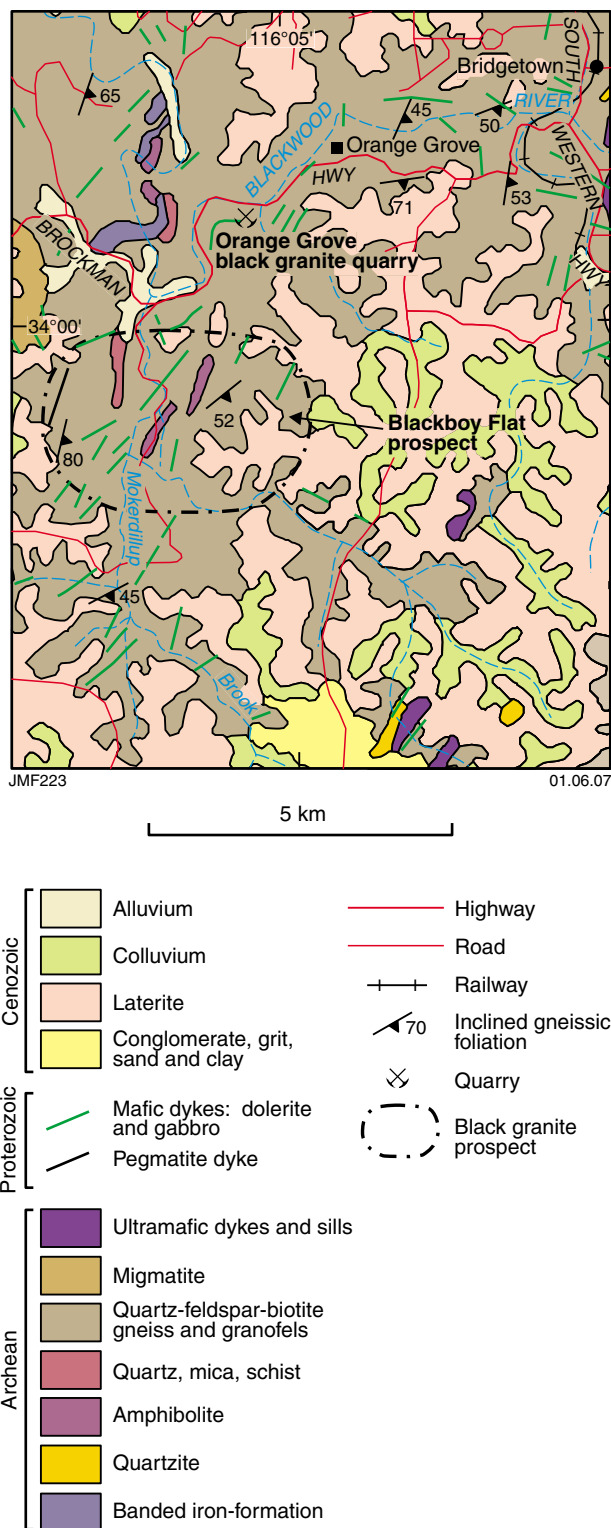 116°05'
Bridgetown
SOUTH
65
45
50
RIVER
BLACKWOOD
Orange Grove
WESTERN
HWY
71
53
Orange Grove
black granite quarry
BROCKMAN
HWY
34°00'
52
Blackboy Flat
prospect
80
Mokerdillup
45
Brook
JMF223
01.06.07
5 km
Cenozoic
Alluvium
Colluvium
Laterite
Conglomerate, grit,
sand and clay
Highway
Road
Railway
70
Inclined gneissic
foliation
Quarry
Black granite
prospect
Proterozoic
Mafic dykes: dolerite
and gabbro
Pegmatite dyke
Archean
Ultramafic dykes and sills
Migmatite
Quartz-feldspar-biotite
gneiss and granofels
Quartz, mica, schist
Amphibolite
Quartzite
Banded iron-formation